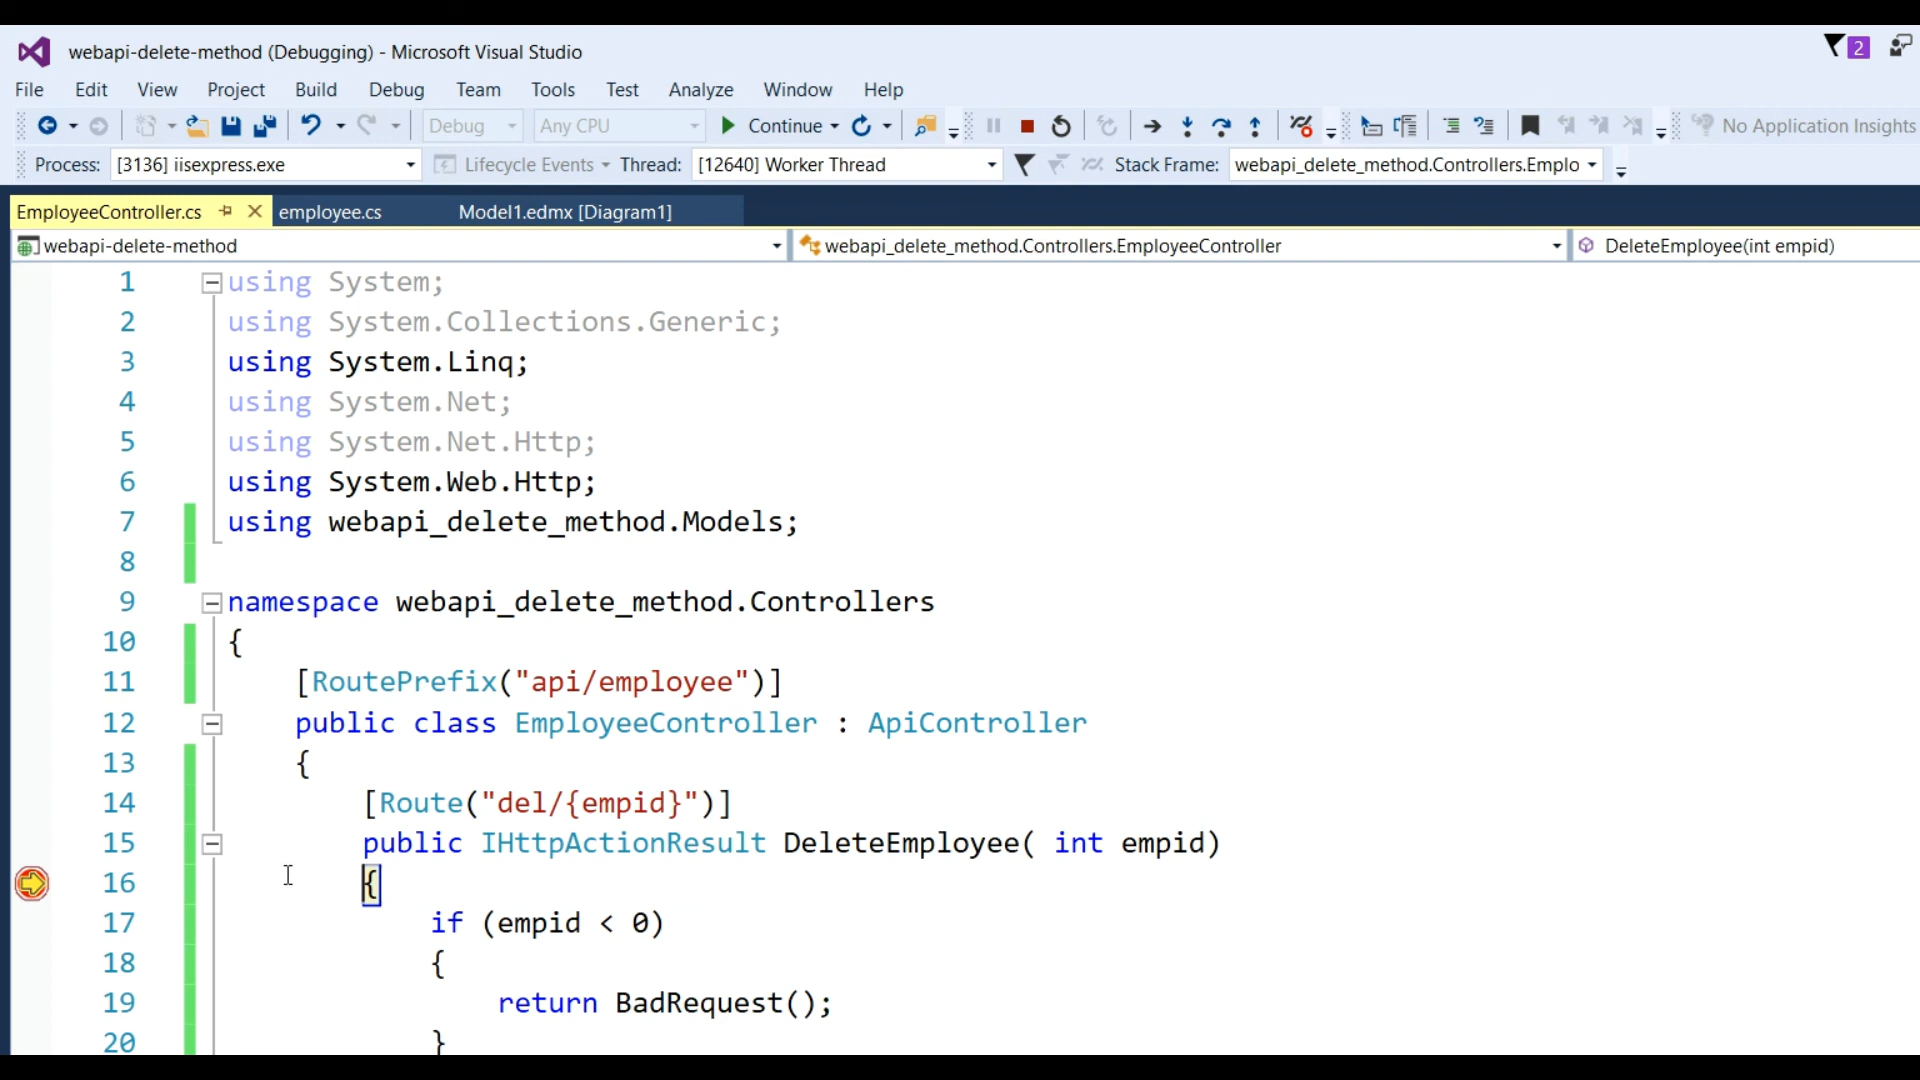 webapi-delete-method (Debugging) - Microsoft Visual Studio
2
File Edit View Project Build Debug Team Tools Test Analyze Window Help
Debug Any CPU Continue No Application Insights
Process: [3136] iisexpress.exe Lifecycle Events Thread: [12640] Worker Thread Stack Frame: webapi_delete_method.Controllers.Emplo
EmployeeController.cs employee.cs Model1.edmx [Diagram1]
webapi-delete-method webapi_delete_method.Controllers.EmployeeController DeleteEmployee(int empid)
1 using System;
2 using System.Collections.Generic;
3 using System.Linq;
4 using System.Net;
5 using System.Net.Http;
6 using System.Web.Http;
7 using webapi_delete_method.Models;
8
9 namespace webapi_delete_method.Controllers
10 {
11 [RoutePrefix("api/employee")]
12 public class EmployeeController : ApiController
13 {
14 [Route("del/{empid}")]
15 public IHttpActionResult DeleteEmployee( int empid)
16 {
17 if (empid < 0)
18 {
19 return BadRequest();
20 }